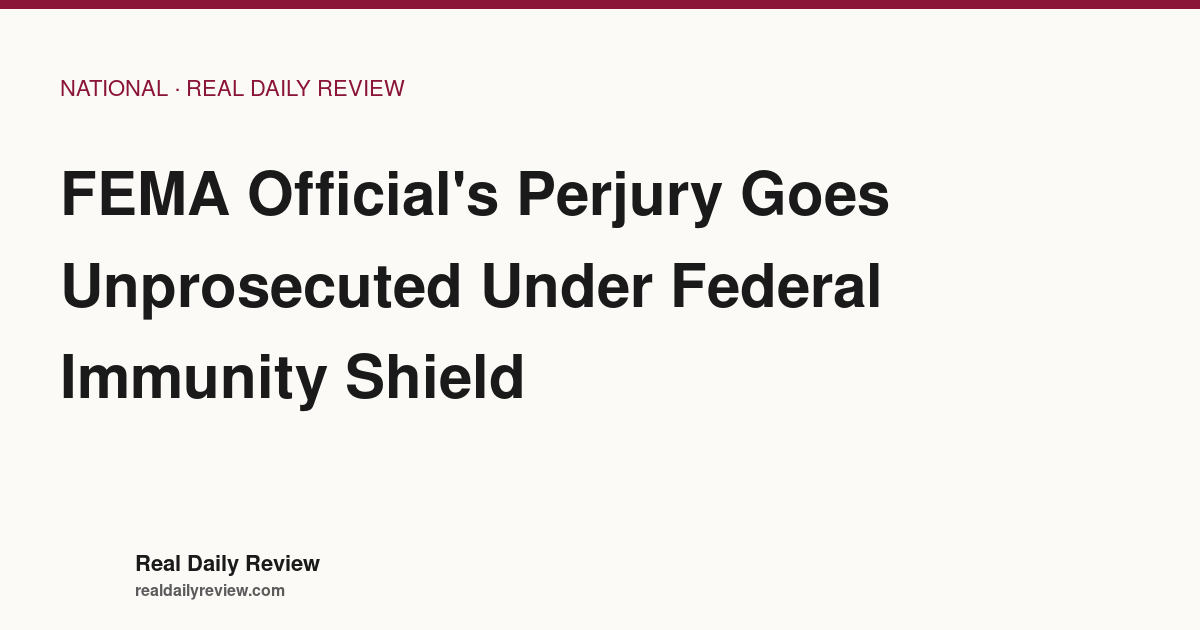 NATIONAL · REAL DAILY REVIEW
FEMA Official's Perjury Goes
Unprosecuted Under Federal
Immunity Shield
Real Daily Review
realdailyreview.com